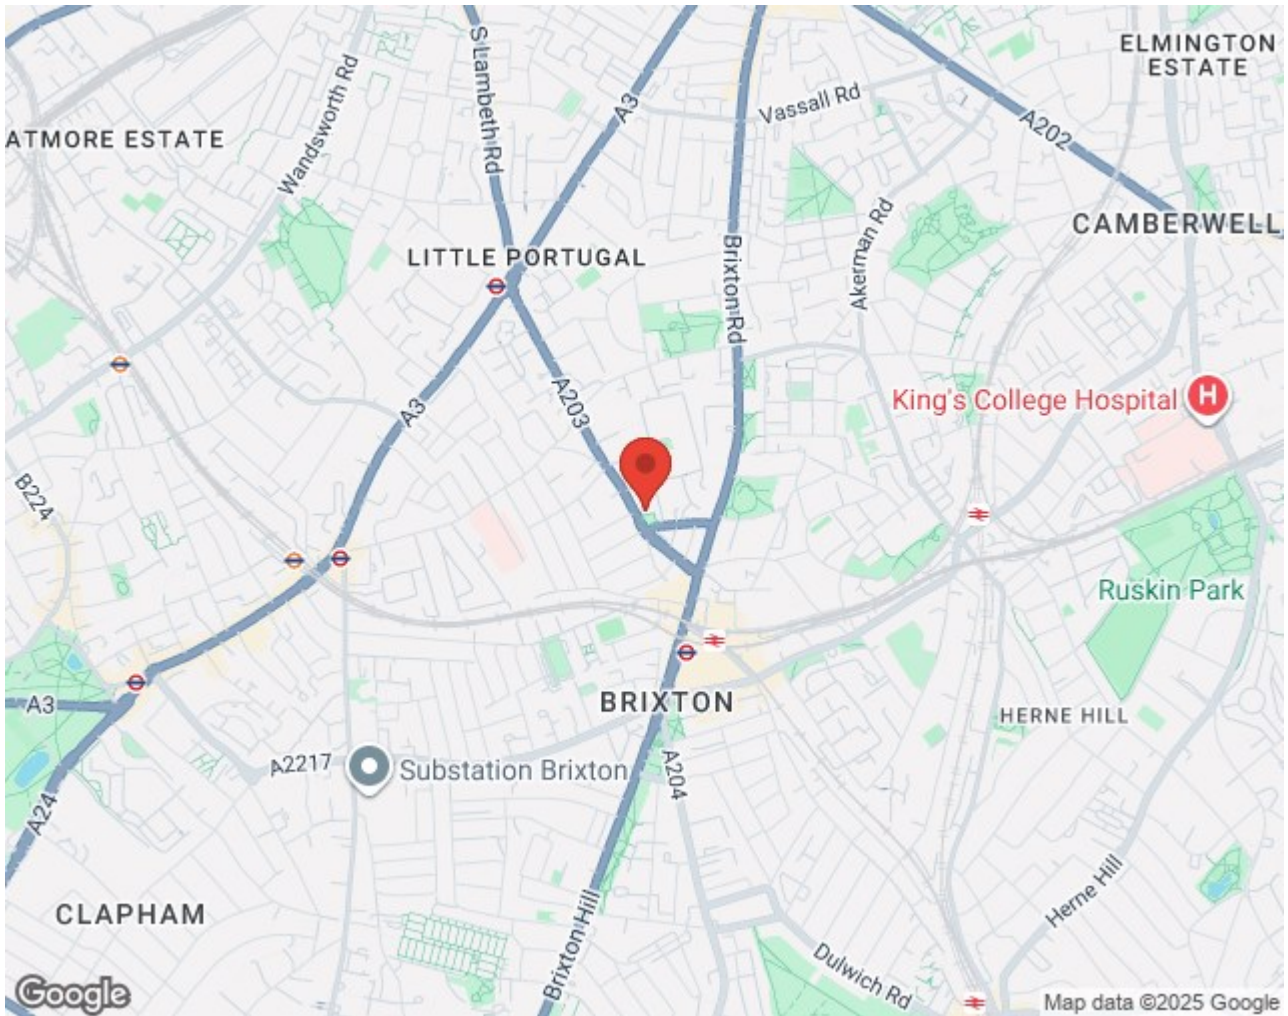 ELMINGTON
ESTATE
S Lambeth Rd
Wandsworth Rd
A3
Vassall Rd
A202
ATMORE ESTATE
Akerman Rd
CAMBERWELL
LITTLE PORTUGAL
Brixton Rd
A203
King's College Hospital
H
A3
B224
Ruskin Park
BRIXTON
HERNE HILL
A3
A2217
Substation Brixton
A204
A24
CLAPHAM
Brixton Hill
Herne Hill
Dulwich Rd
Google
Map data ©2025 Google